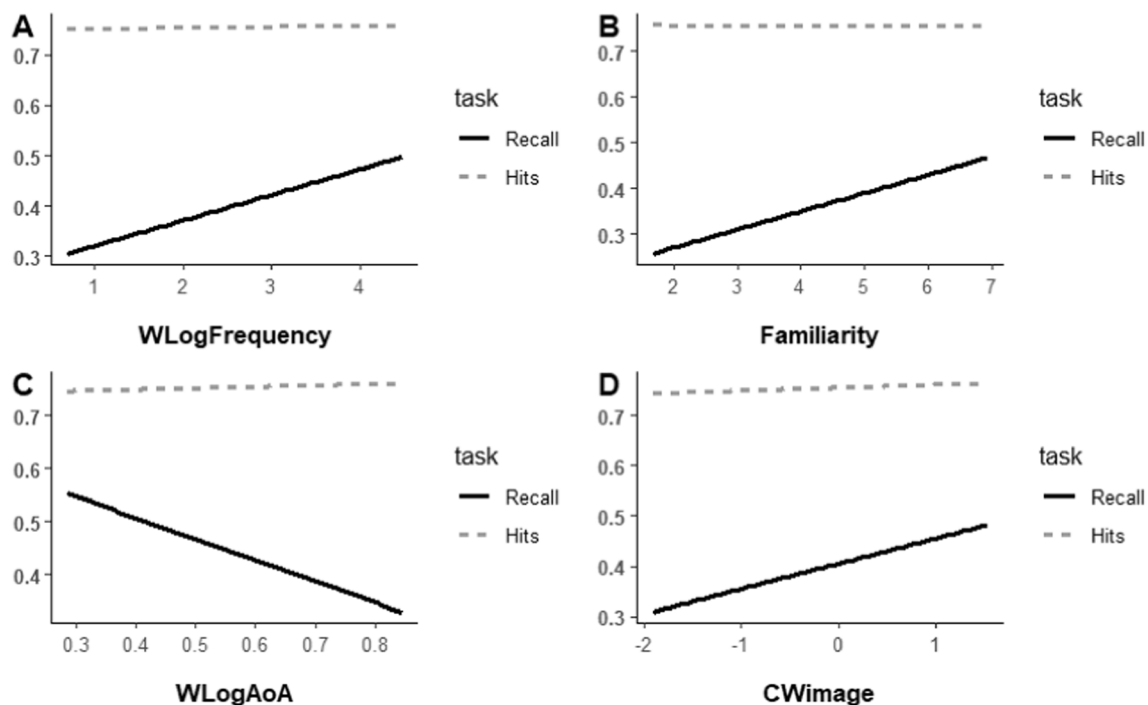 A
0.7
0.6
0.5
0.4
0.3
1 2 3 4
WLogFrequency
task
Recall
Hits
B
0.7
0.6
0.5
0.4
0.3
2 3 4 5 6 7
Familiarity
task
Recall
Hits
C
0.7
0.6
0.5
0.4
0.3 0.4 0.5 0.6 0.7 0.8
WLogAoA
task
Recall
Hits
D
0.7
0.6
0.5
0.4
0.3
-2 -1 0 1
CWimage
task
Recall
Hits